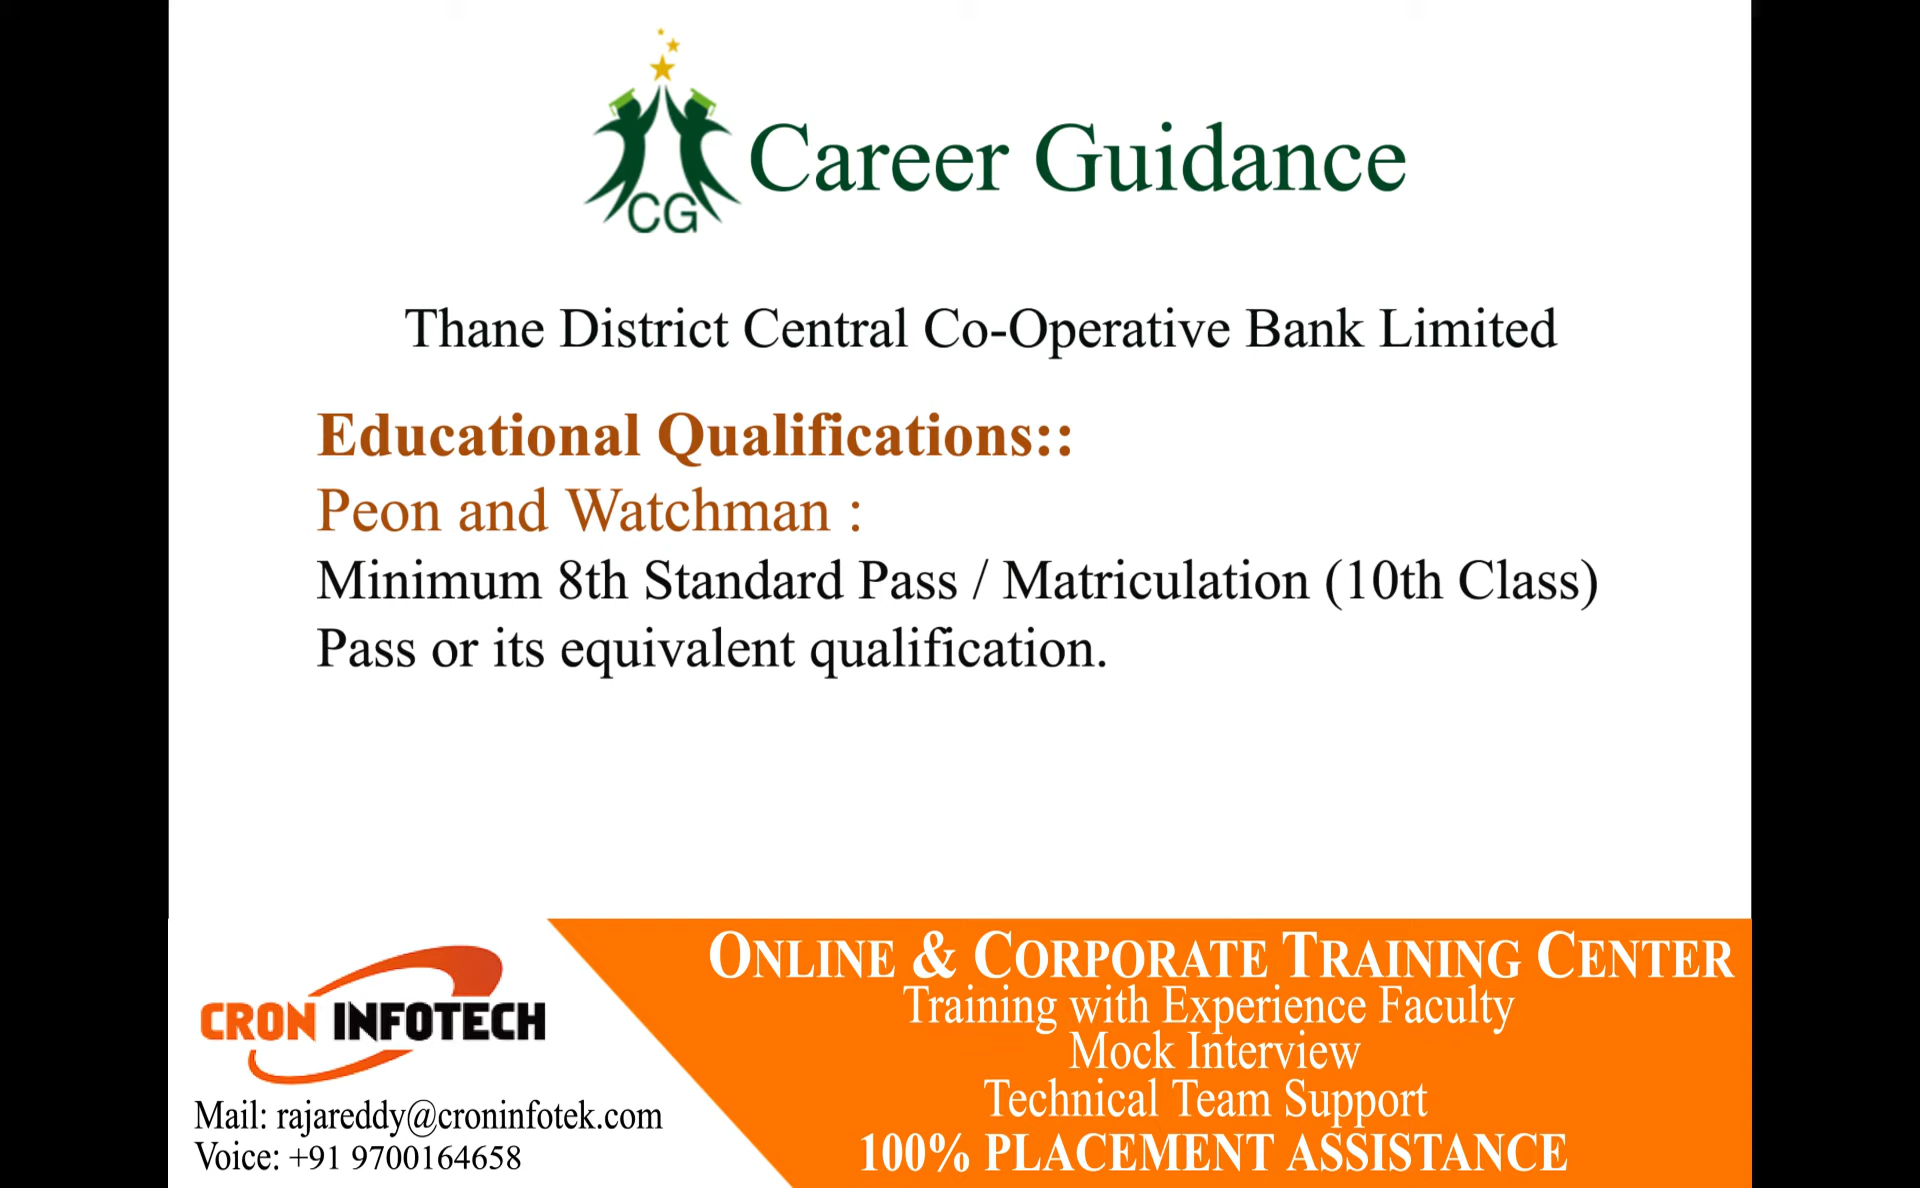 CG
Career Guidance
Thane District Central Co-Operative Bank Limited
Educational Qualifications::
Peon and Watchman :
Minimum 8th Standard Pass / Matriculation (10th Class)
Pass or its equivalent qualification.
CRON INFOTECH
Mail: rajareddy@croninfotek.com
Voice: +91 9700164658
ONLINE & CORPORATE TRAINING CENTER
Training with Experience Faculty
Mock Interview
Technical Team Support
100% PLACEMENT ASSISTANCE